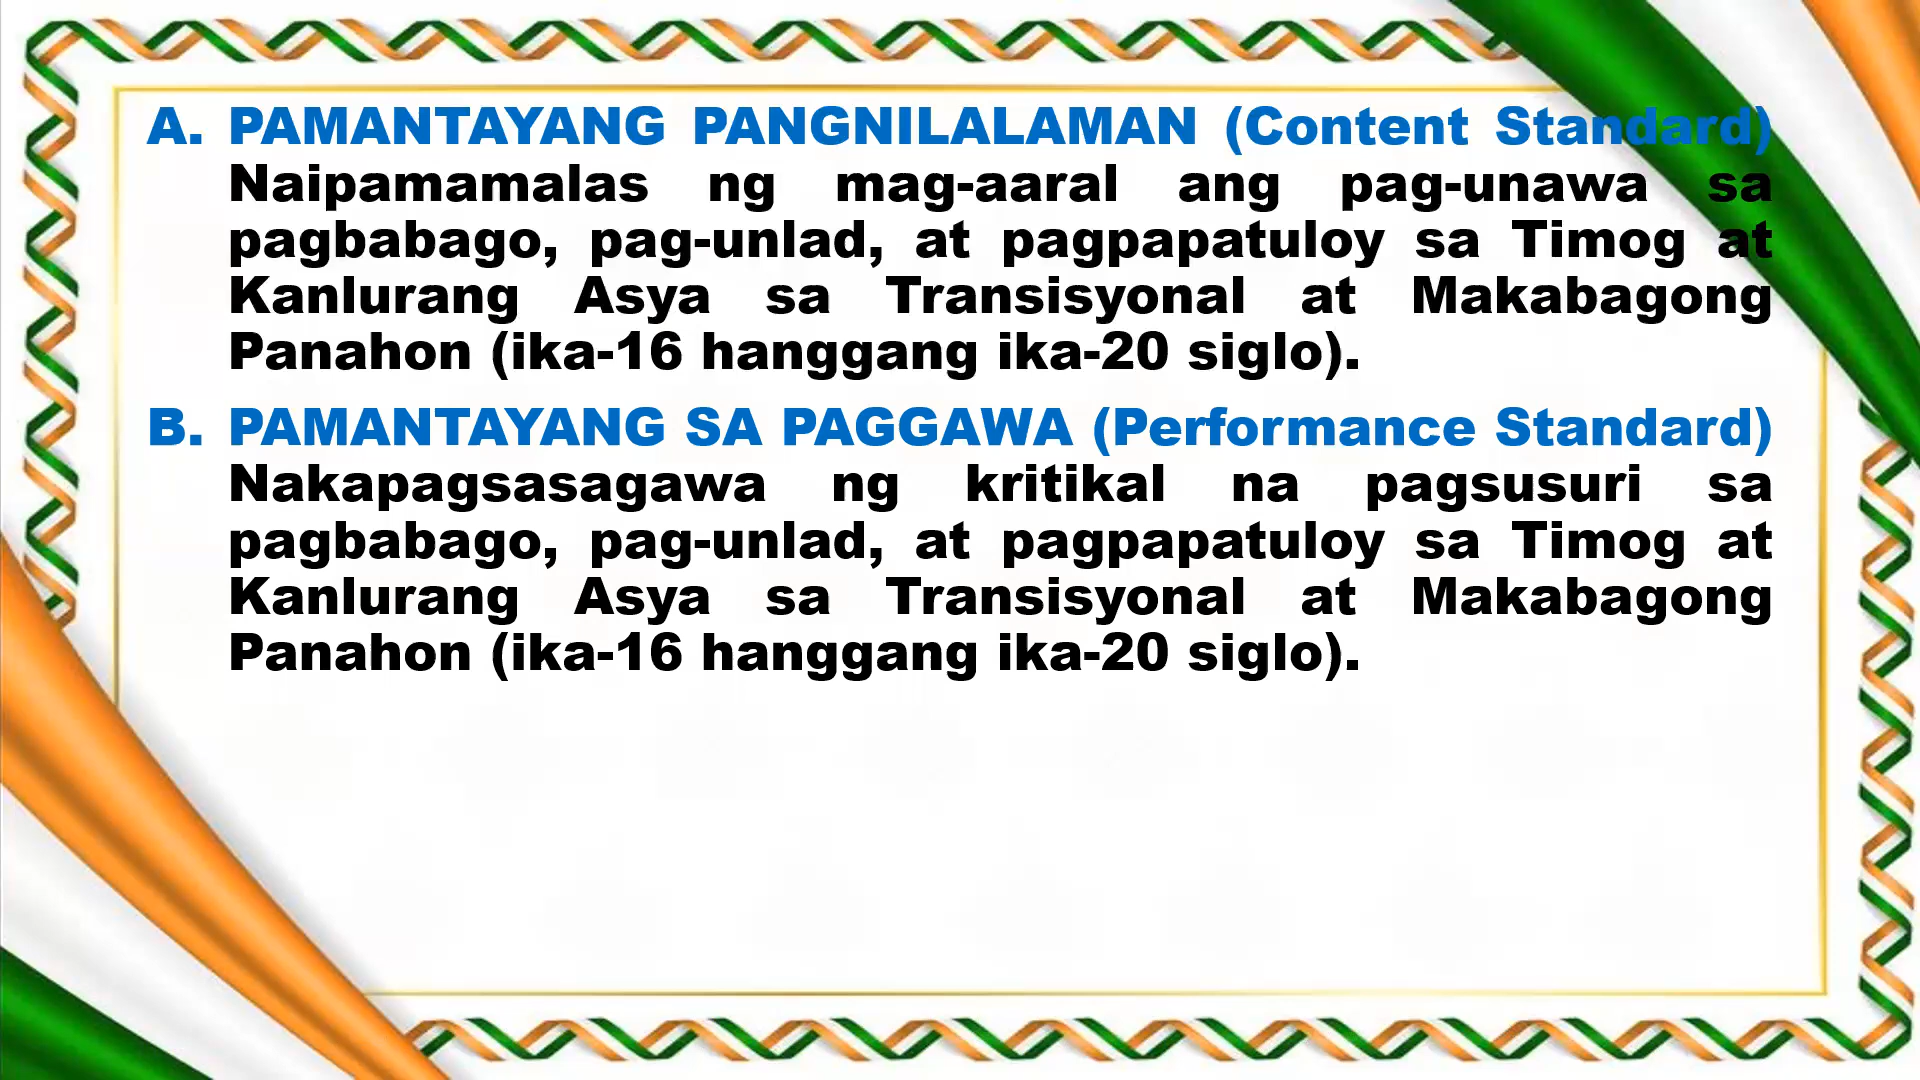 A. PAMANTAYANG PANGNILALAMAN (Content Standard)
Naipamamalas ng mag-aaral ang pag-unawa sa
pagbabago, pag-unlad, at pagpapatuloy sa Timog at
Kanlurang Asya sa Transisyonal at Makabagong
Panahon (ika-16 hanggang ika-20 siglo).
B. PAMANTAYANG SA PAGGAWA (Performance Standard)
Nakapagsasagawa ng kritikal na pagsusuri sa
pagbabago, pag-unlad, at pagpapatuloy sa Timog at
Kanlurang Asya sa Transisyonal at Makabagong
Panahon (ika-16 hanggang ika-20 siglo).